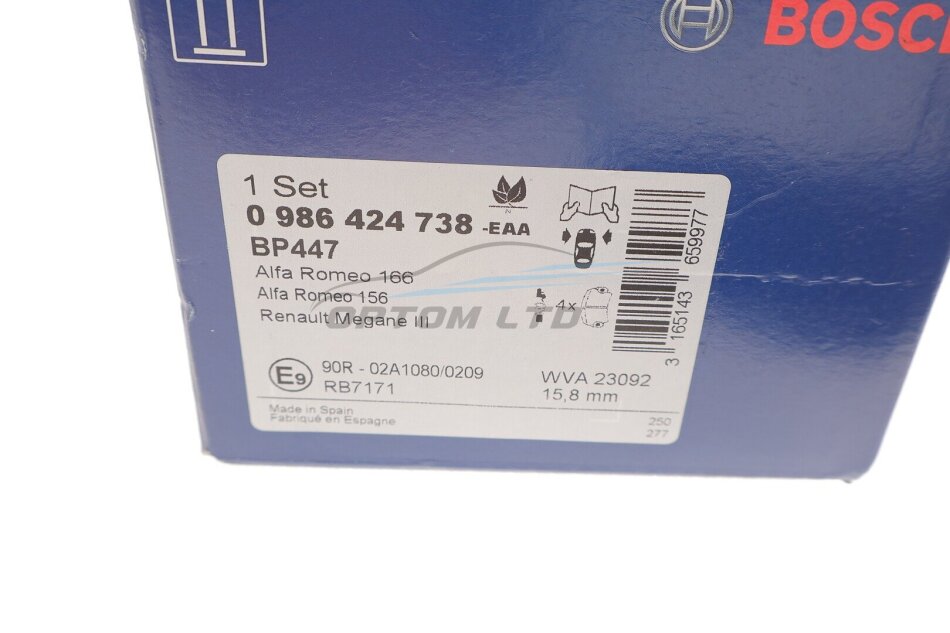 BOSCH
1 Set
0 986 424 738 -EAA
BP447
Alfa Romeo 166
Alfa Romeo 156
Renault Megane III
OPTOM LTD
4x
3 165143 659977
E9
90R - 02A1080/0209
RB7171
WVA 23092
15,8 mm
Made in Spain
Fabriqué en Espagne
250
277